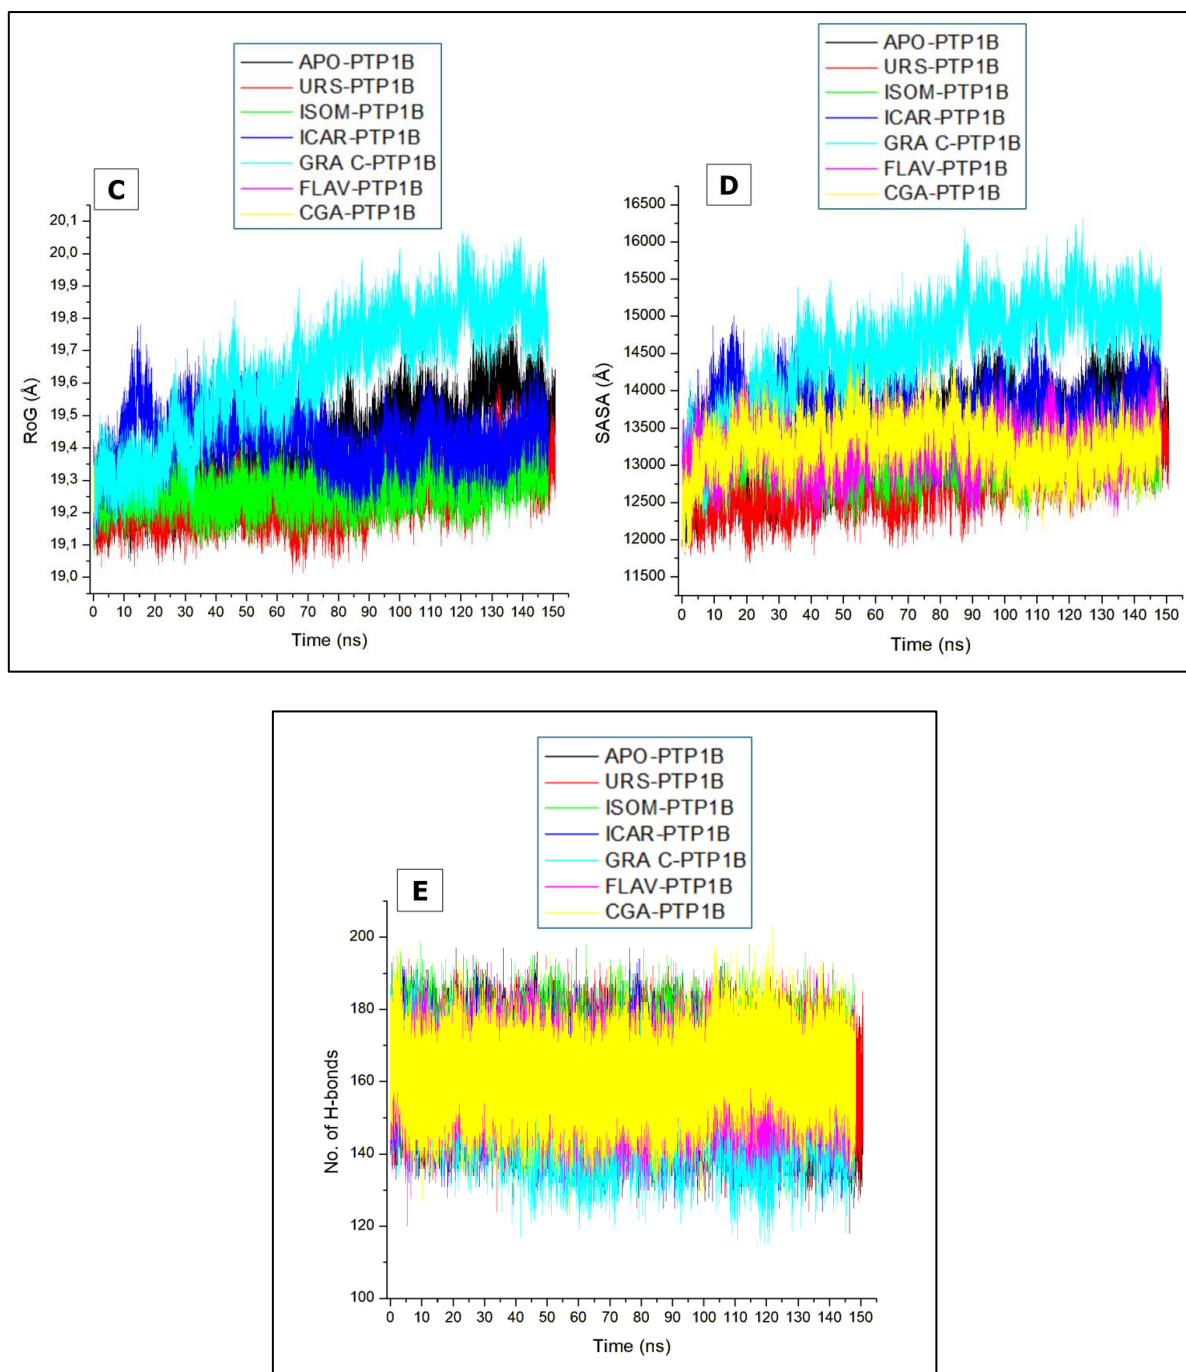 APO-PTP1B
URS-PTP1B
ISOM-PTP1B
ICAR-PTP1B
GRA C-PTP1B
FLAV-PTP1B
CGA-PTP1B
C
20,1
20,0
19,9
19,8
19,7
19,6
19,5
19,4
19,3
19,2
19,1
19,0
RoG (Å)
0 10 20 30 40 50 60 70 80 90 100 110 120 130 140 150
Time (ns)
APO-PTP1B
URS-PTP1B
ISOM-PTP1B
ICAR-PTP1B
GRA C-PTP1B
FLAV-PTP1B
CGA-PTP1B
D
16500
16000
15500
15000
14500
14000
13500
13000
12500
12000
11500
SASA (Å)
0 10 20 30 40 50 60 70 80 90 100 110 120 130 140 150
Time (ns)
APO-PTP1B
URS-PTP1B
ISOM-PTP1B
ICAR-PTP1B
GRA C-PTP1B
FLAV-PTP1B
CGA-PTP1B
E
200
180
160
140
120
100
No. of H-bonds
0 10 20 30 40 50 60 70 80 90 100 110 120 130 140 150
Time (ns)